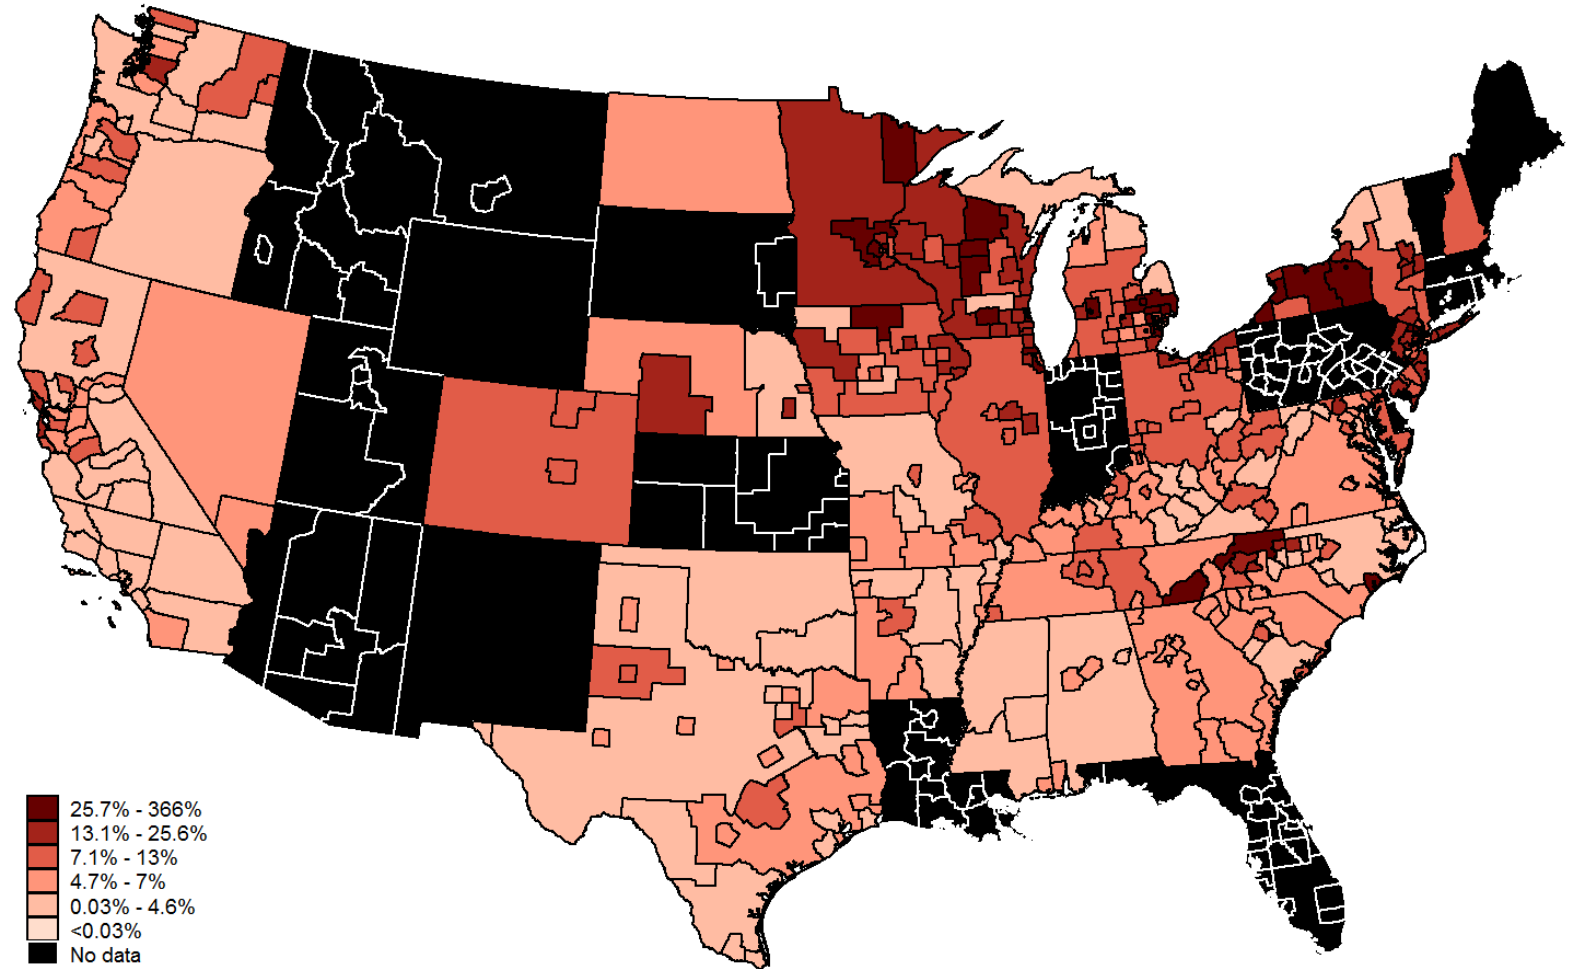 25.7% - 366%
13.1% - 25.6%
7.1% - 13%
4.7% - 7%
0.03% - 4.6%
<0.03%
No data